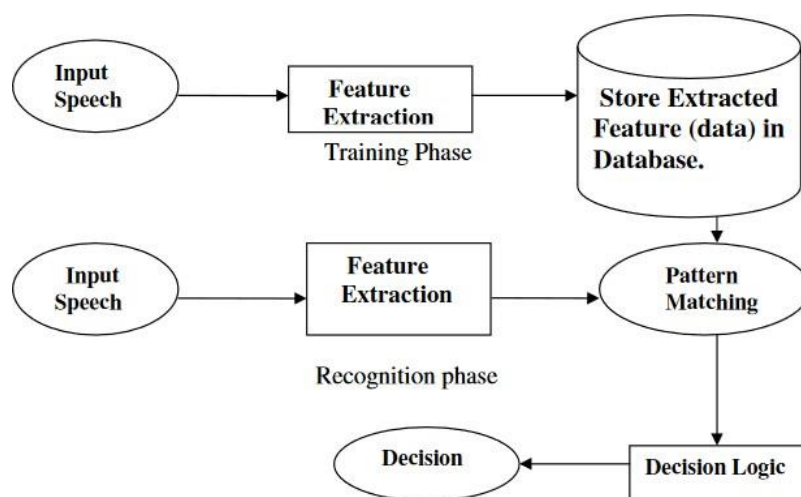 Input
Speech
Feature
Extraction
Store Extracted
Feature (data) in
Database.
Training Phase
Input
Speech
Feature
Extraction
Pattern
Matching
Recognition phase
Decision
Decision Logic